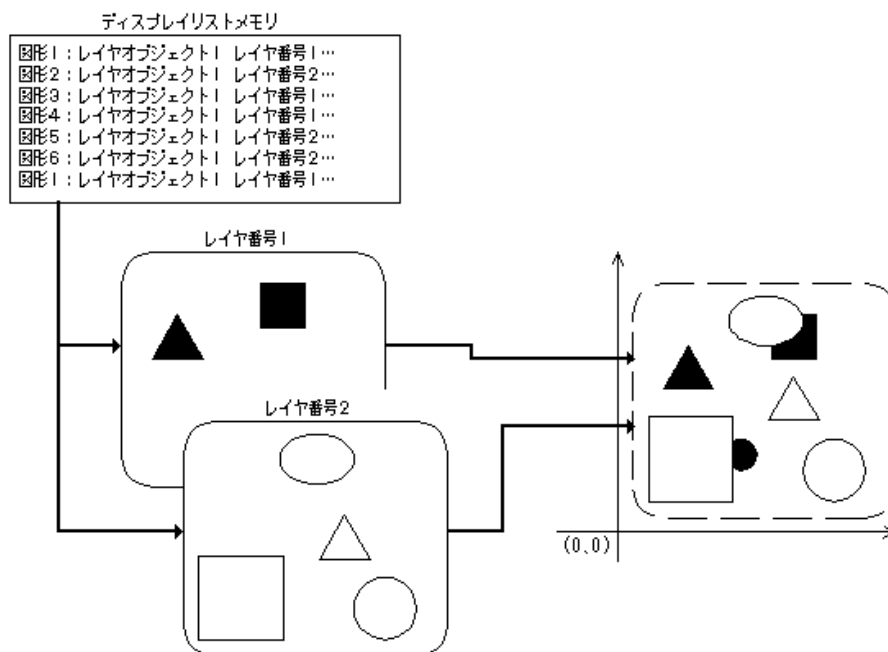 ディスプレイリストメモリ
図形1：レイヤオブジェクト1 レイヤ番号1…
図形2：レイヤオブジェクト1 レイヤ番号2…
図形3：レイヤオブジェクト1 レイヤ番号1…
図形4：レイヤオブジェクト1 レイヤ番号1…
図形5：レイヤオブジェクト1 レイヤ番号2…
図形6：レイヤオブジェクト1 レイヤ番号2…
図形1：レイヤオブジェクト1 レイヤ番号1…
レイヤ番号1
レイヤ番号2
(0,0)